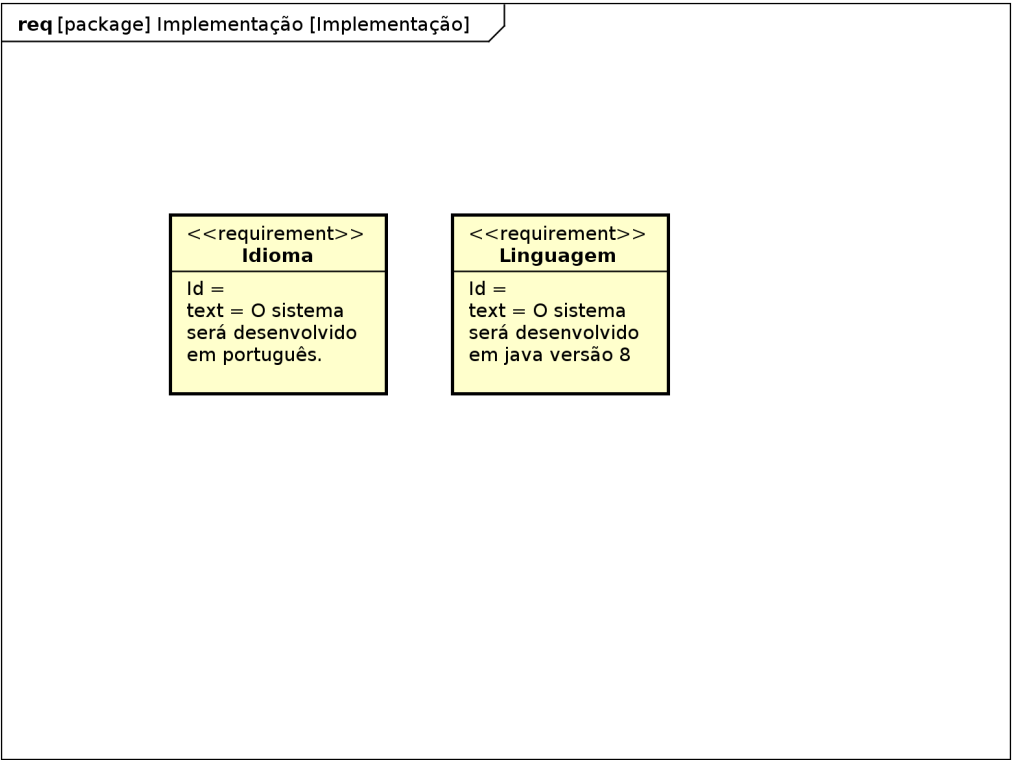 req [package] Implementação [Implementação]
<<requirement>>
Idioma
Id =
text = O sistema
será desenvolvido
em português.
<<requirement>>
Linguagem
Id =
text = O sistema
será desenvolvido
em java versão 8